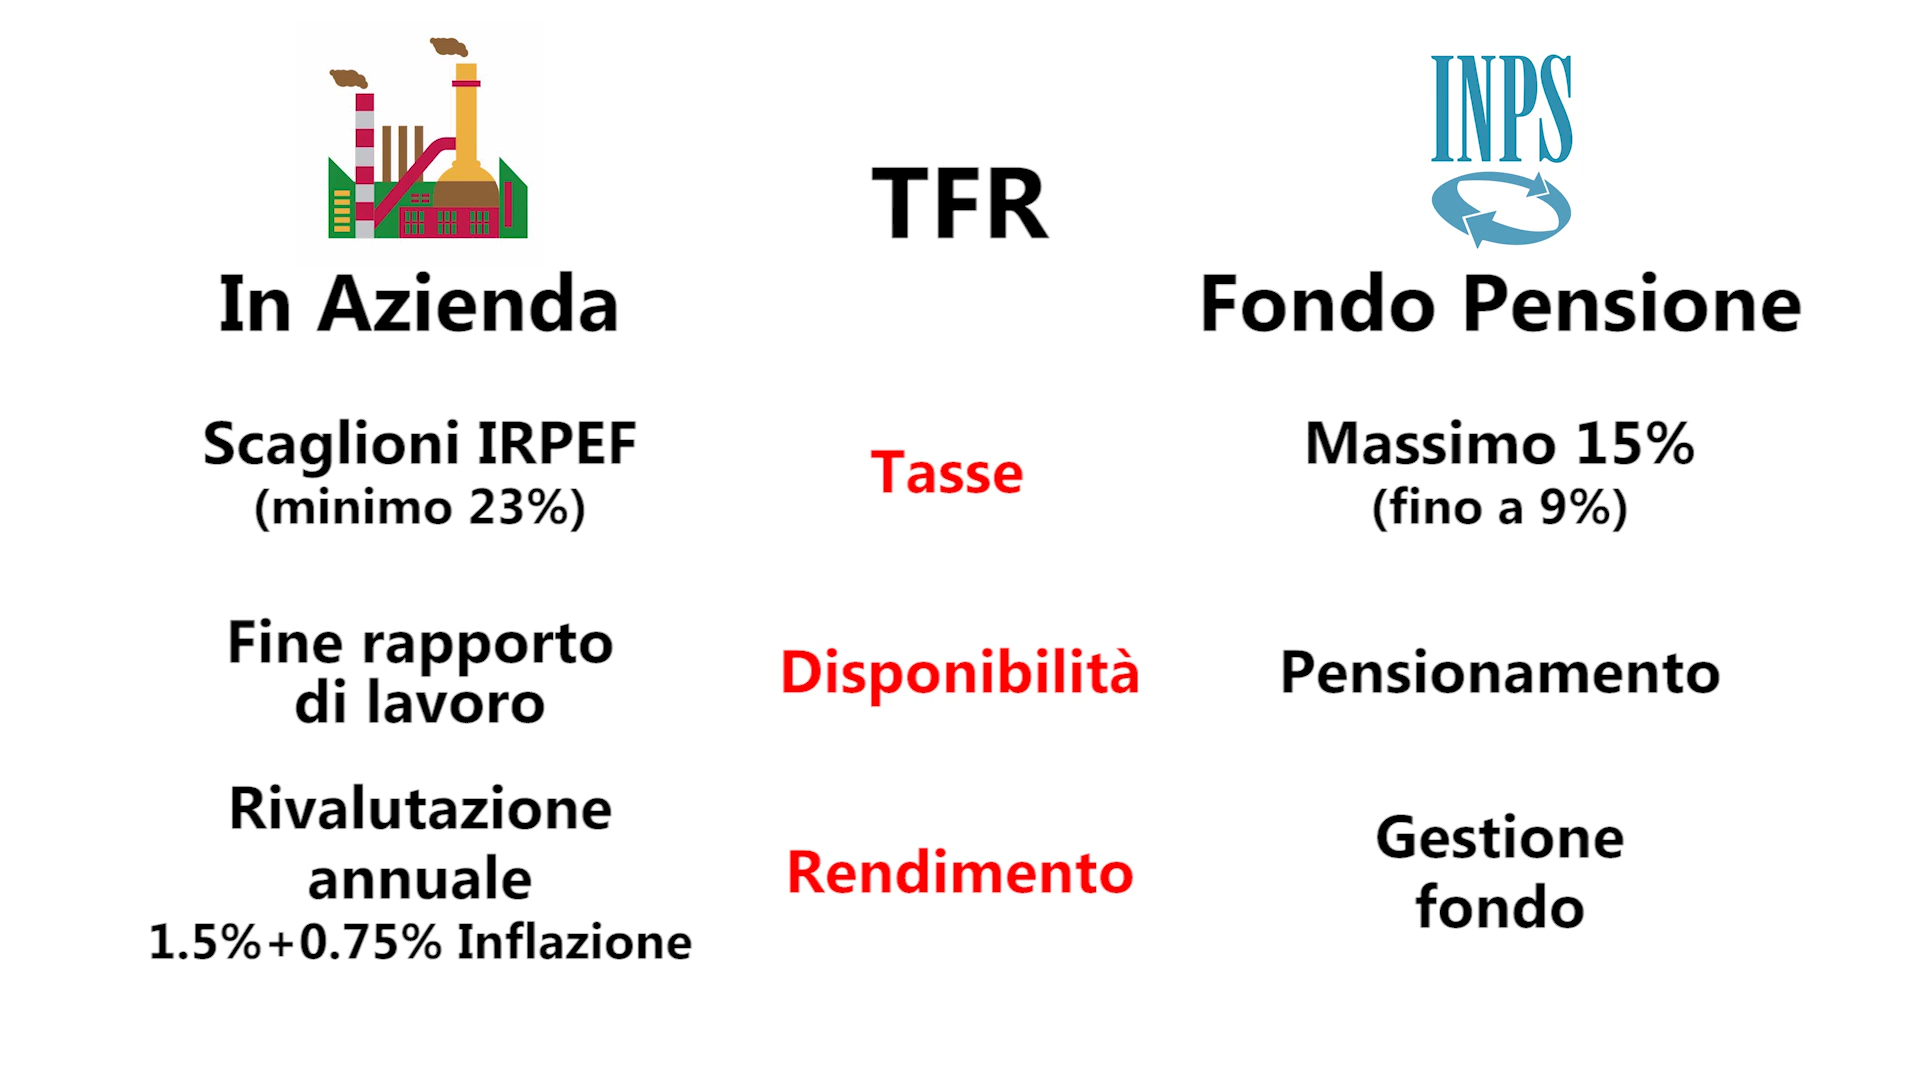 INPS
TFR
In Azienda
Fondo Pensione
Scaglioni IRPEF
(minimo 23%)
Tasse
Massimo 15%
(fino a 9%)
Fine rapporto
di lavoro
Disponibilità
Pensionamento
Rivalutazione
annuale
1.5%+0.75% Inflazione
Rendimento
Gestione
fondo